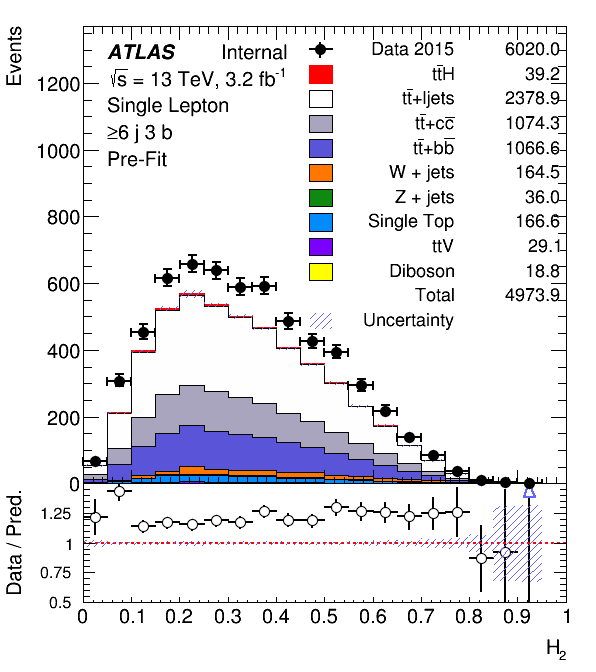 Events
ATLAS Internal
√s = 13 TeV, 3.2 fb⁻¹
Single Lepton
≥6 j 3 b
Pre-Fit
Data 2015 6020.0
tt̄H 39.2
tt̄+ljets 2378.9
tt̄+cc̄ 1074.3
tt̄+bb̄ 1066.6
W + jets 164.5
Z + jets 36.0
Single Top 166.6
ttV 29.1
Diboson 18.8
Total 4973.9
Uncertainty
1200
1000
800
600
400
200
0
Data / Pred.
1.25
1
0.75
0.5
0 0.1 0.2 0.3 0.4 0.5 0.6 0.7 0.8 0.9 1
H₂